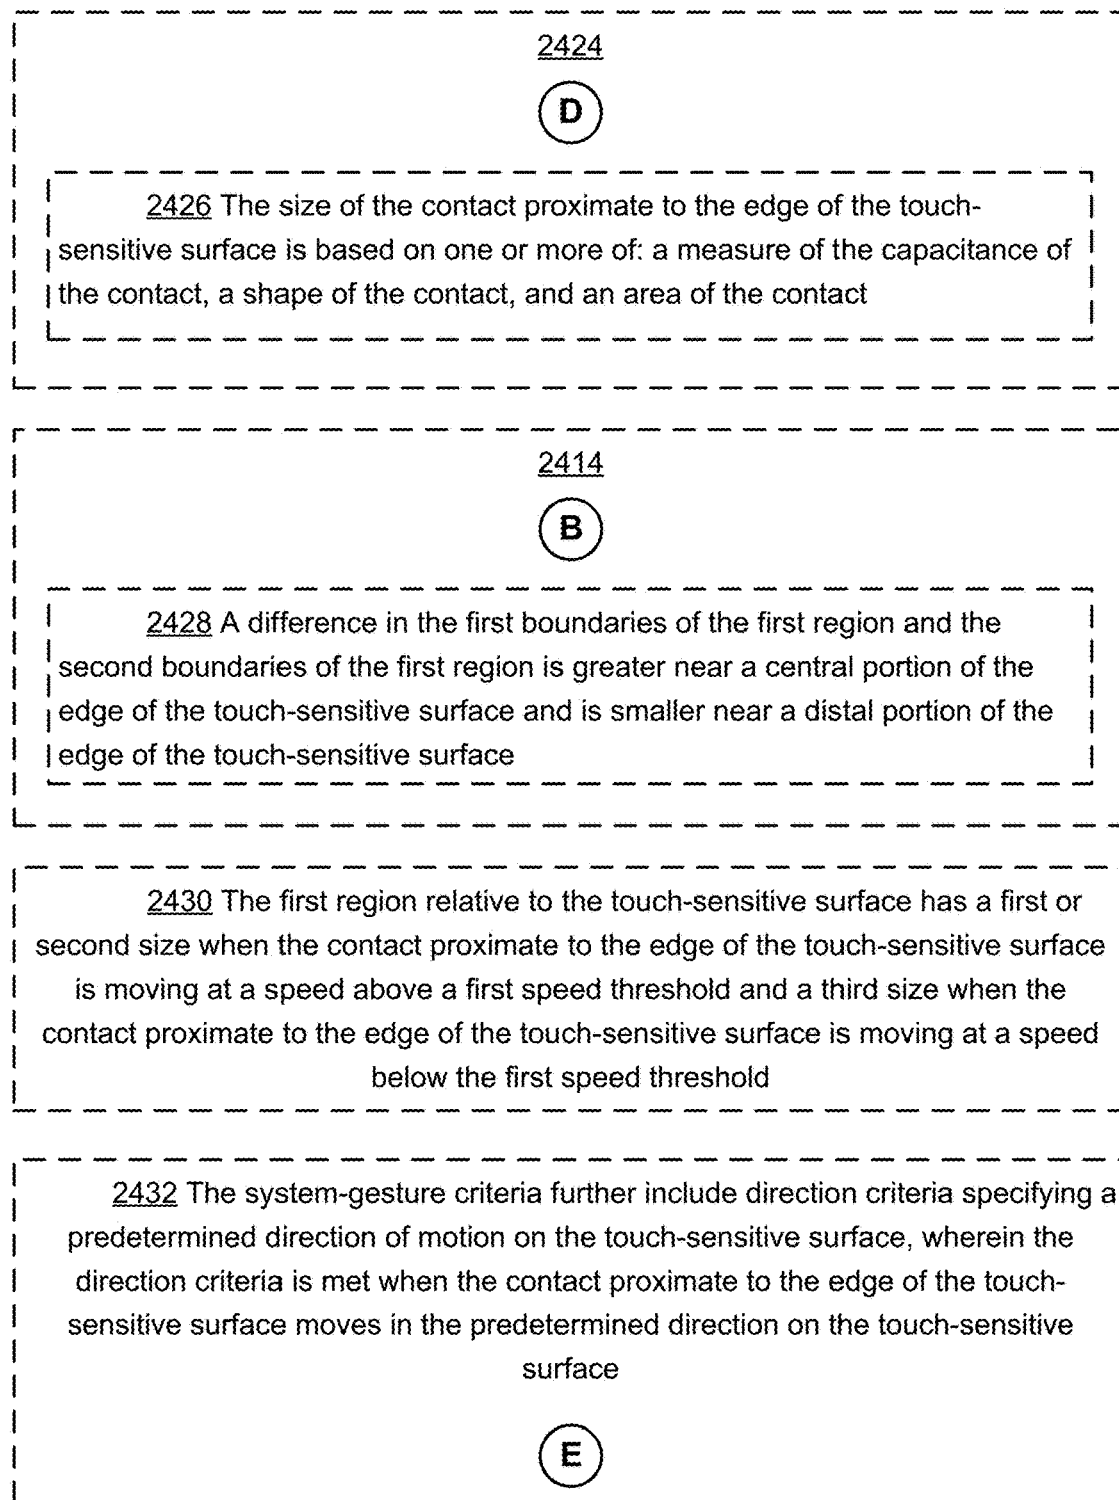 2424
D
2426 The size of the contact proximate to the edge of the touch-
sensitive surface is based on one or more of: a measure of the capacitance of
the contact, a shape of the contact, and an area of the contact
2414
B
2428 A difference in the first boundaries of the first region and the
second boundaries of the first region is greater near a central portion of the
edge of the touch-sensitive surface and is smaller near a distal portion of the
edge of the touch-sensitive surface
2430 The first region relative to the touch-sensitive surface has a first or
second size when the contact proximate to the edge of the touch-sensitive surface
is moving at a speed above a first speed threshold and a third size when the
contact proximate to the edge of the touch-sensitive surface is moving at a speed
below the first speed threshold
2432 The system-gesture criteria further include direction criteria specifying a
predetermined direction of motion on the touch-sensitive surface, wherein the
direction criteria is met when the contact proximate to the edge of the touch-
sensitive surface moves in the predetermined direction on the touch-sensitive
surface
E